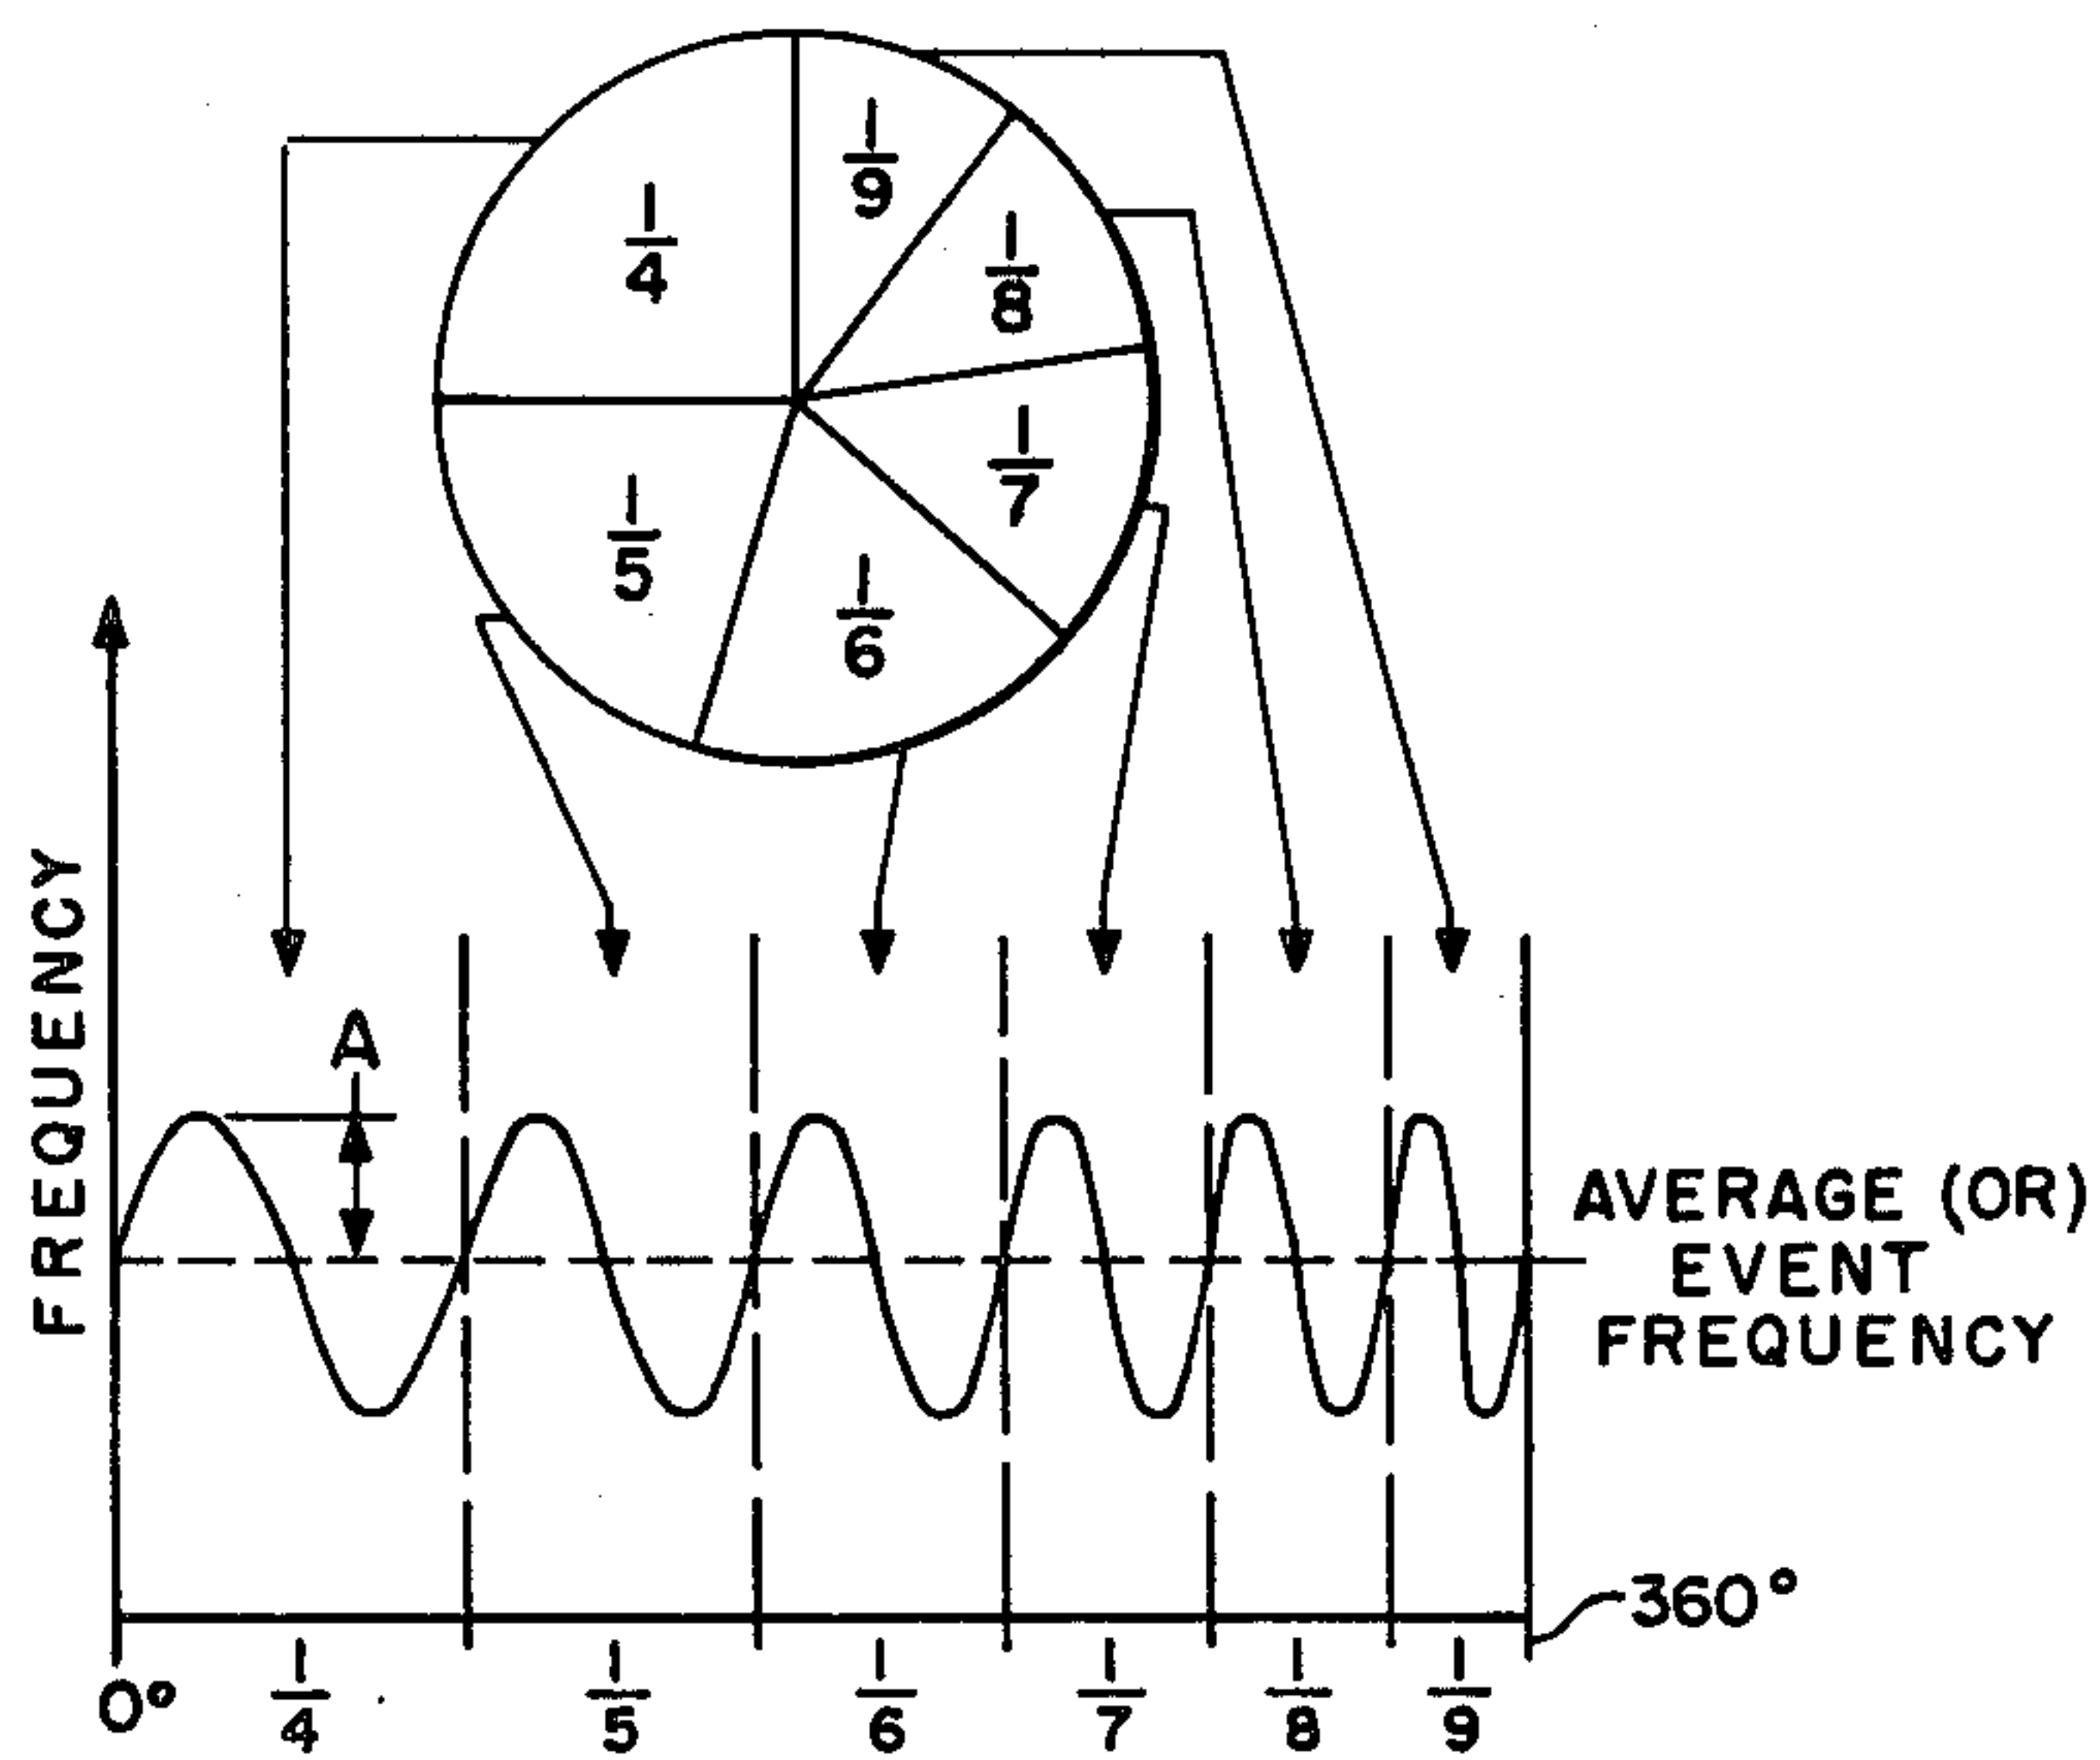 1/9
1/4
1/8
1/7
1/5
1/6
FREQUENCY
A
AVERAGE (OR)
EVENT
FREQUENCY
360°
0° 1/4 1/5 1/6 1/7 1/8 1/9